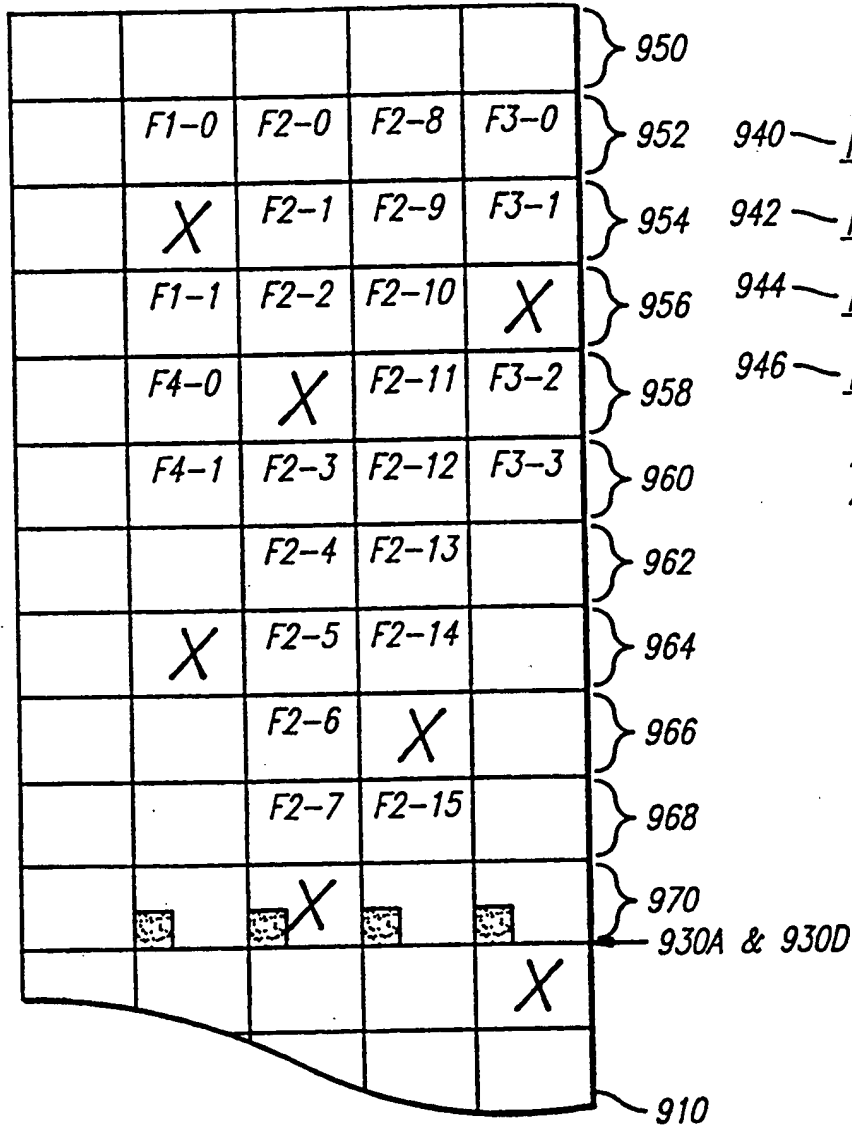 950
F1-0 F2-0 F2-8 F3-0 952 940
X F2-1 F2-9 F3-1 954 942
F1-1 F2-2 F2-10 X 956 944
F4-0 X F2-11 F3-2 958 946
F4-1 F2-3 F2-12 F3-3 960
F2-4 F2-13 962
X F2-5 F2-14 964
F2-6 X 966
F2-7 F2-15 968
X 970
930A & 930D
X
910